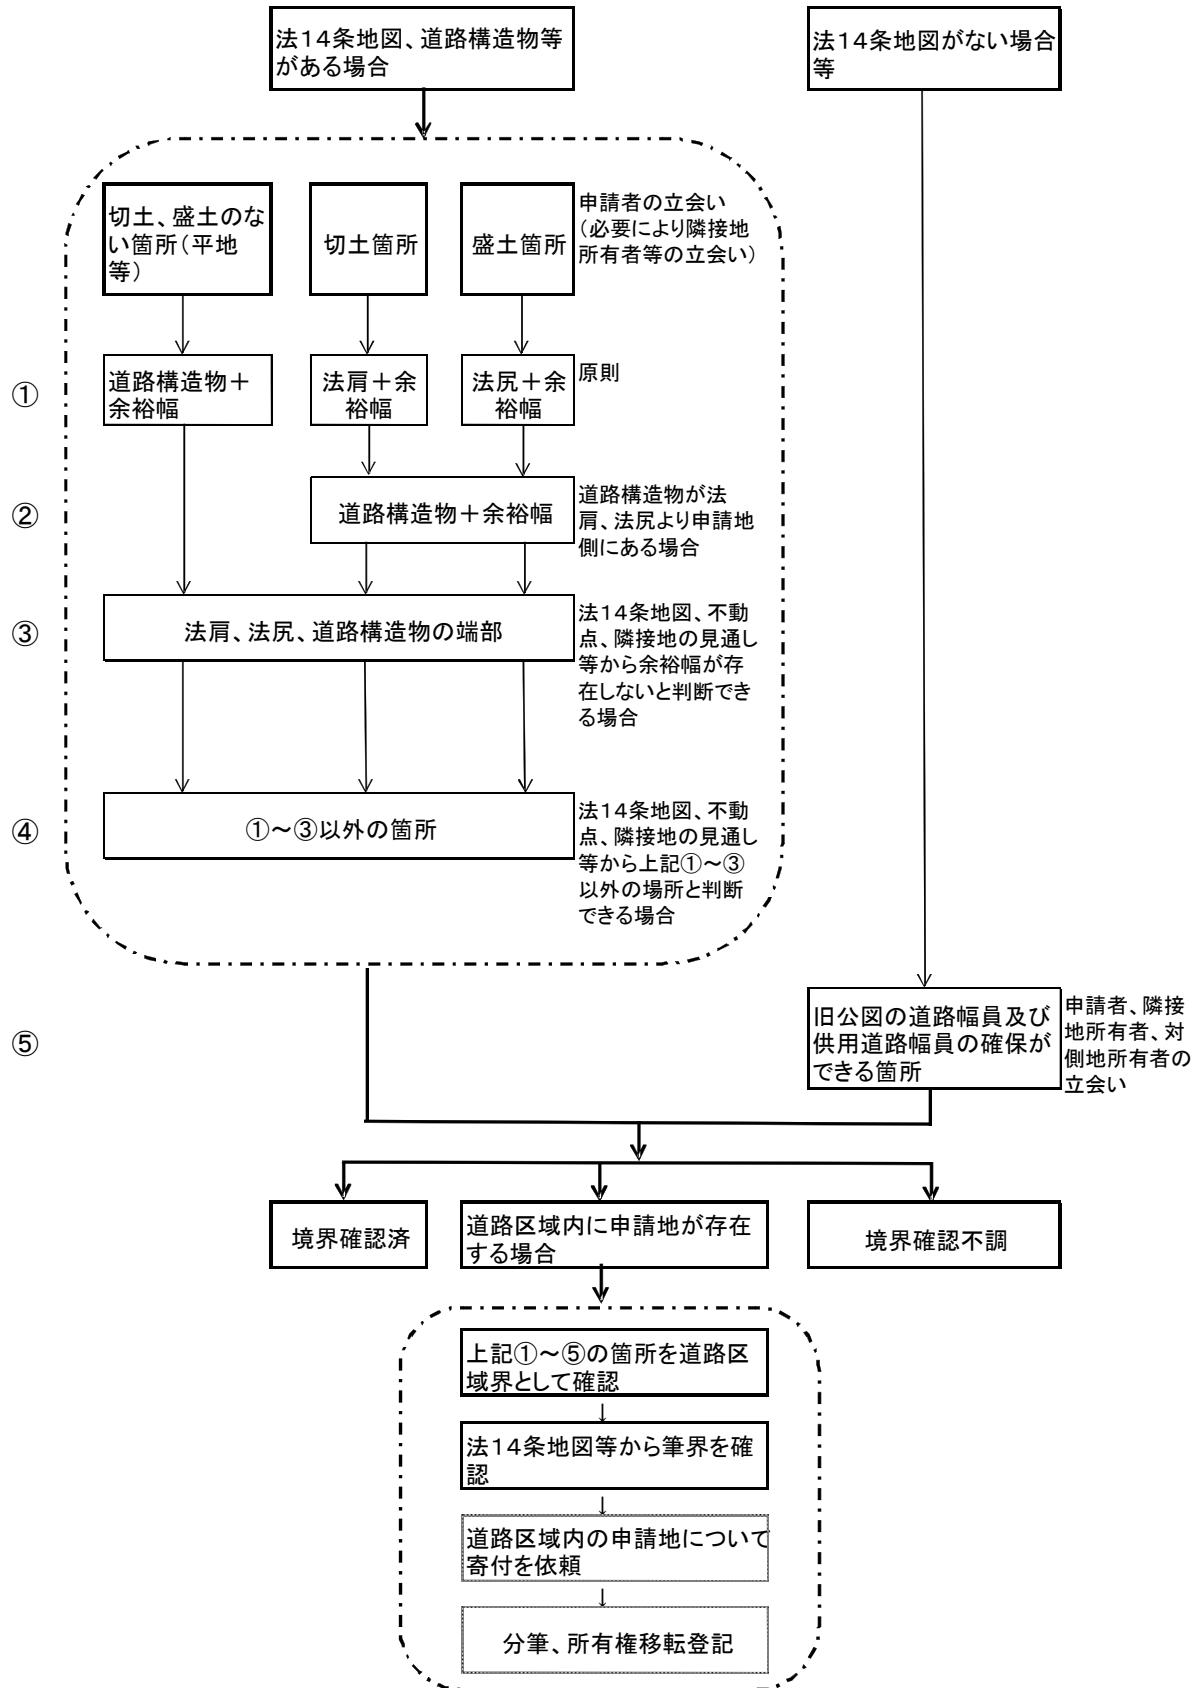 法14条地図、道路構造物等
がある場合
法14条地図がない場合
等
切土、盛土のな
い箇所(平地
等)
切土箇所
盛土箇所
申請者の立会い
(必要により隣接地
所有者等の立会い)
①
道路構造物＋
余裕幅
法肩＋余
裕幅
法尻＋余
裕幅
原則
②
道路構造物＋余裕幅
道路構造物が法
肩、法尻より申請地
側にある場合
③
法肩、法尻、道路構造物の端部
法14条地図、不動
点、隣接地の見通し
等から余裕幅が存
在しないと判断でき
る場合
④
①～③以外の箇所
法14条地図、不動
点、隣接地の見通し
等から上記①～③
以外の場所と判断
できる場合
⑤
旧公図の道路幅員及び
供用道路幅員の確保が
できる箇所
申請者、隣接
地所有者、対
側地所有者の
立会い
境界確認済
道路区域内に申請地が存在
する場合
境界確認不調
上記①～⑤の箇所を道路区
域界として確認
↓
法14条地図等から筆界を確
認
↓
道路区域内の申請地について
寄付を依頼
↓
分筆、所有権移転登記